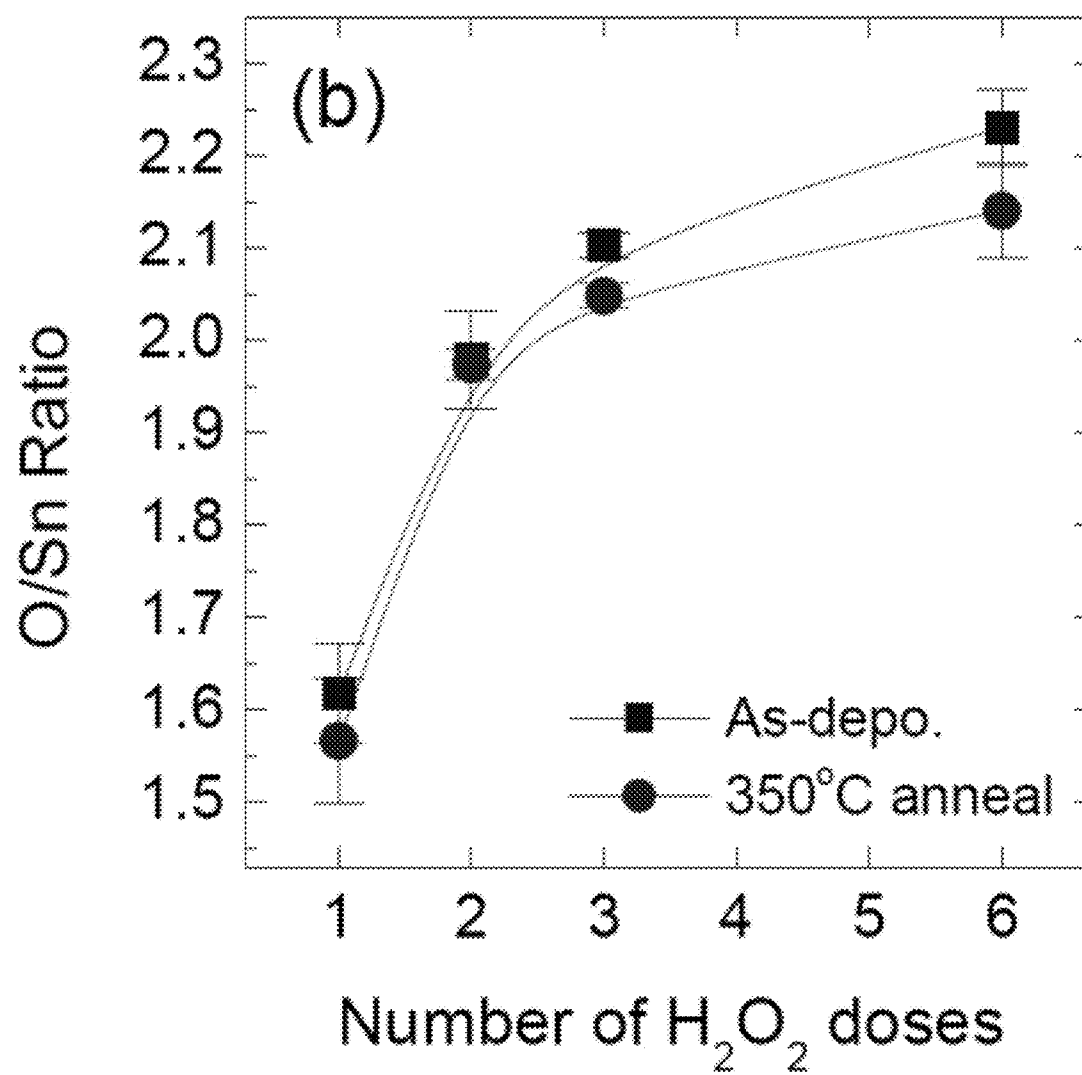 (b)
2.3
2.2
2.1
2.0
1.9
1.8
1.7
1.6
1.5
O/Sn Ratio
As-depo.
350°C anneal
1 2 3 4 5 6
Number of H₂O₂ doses